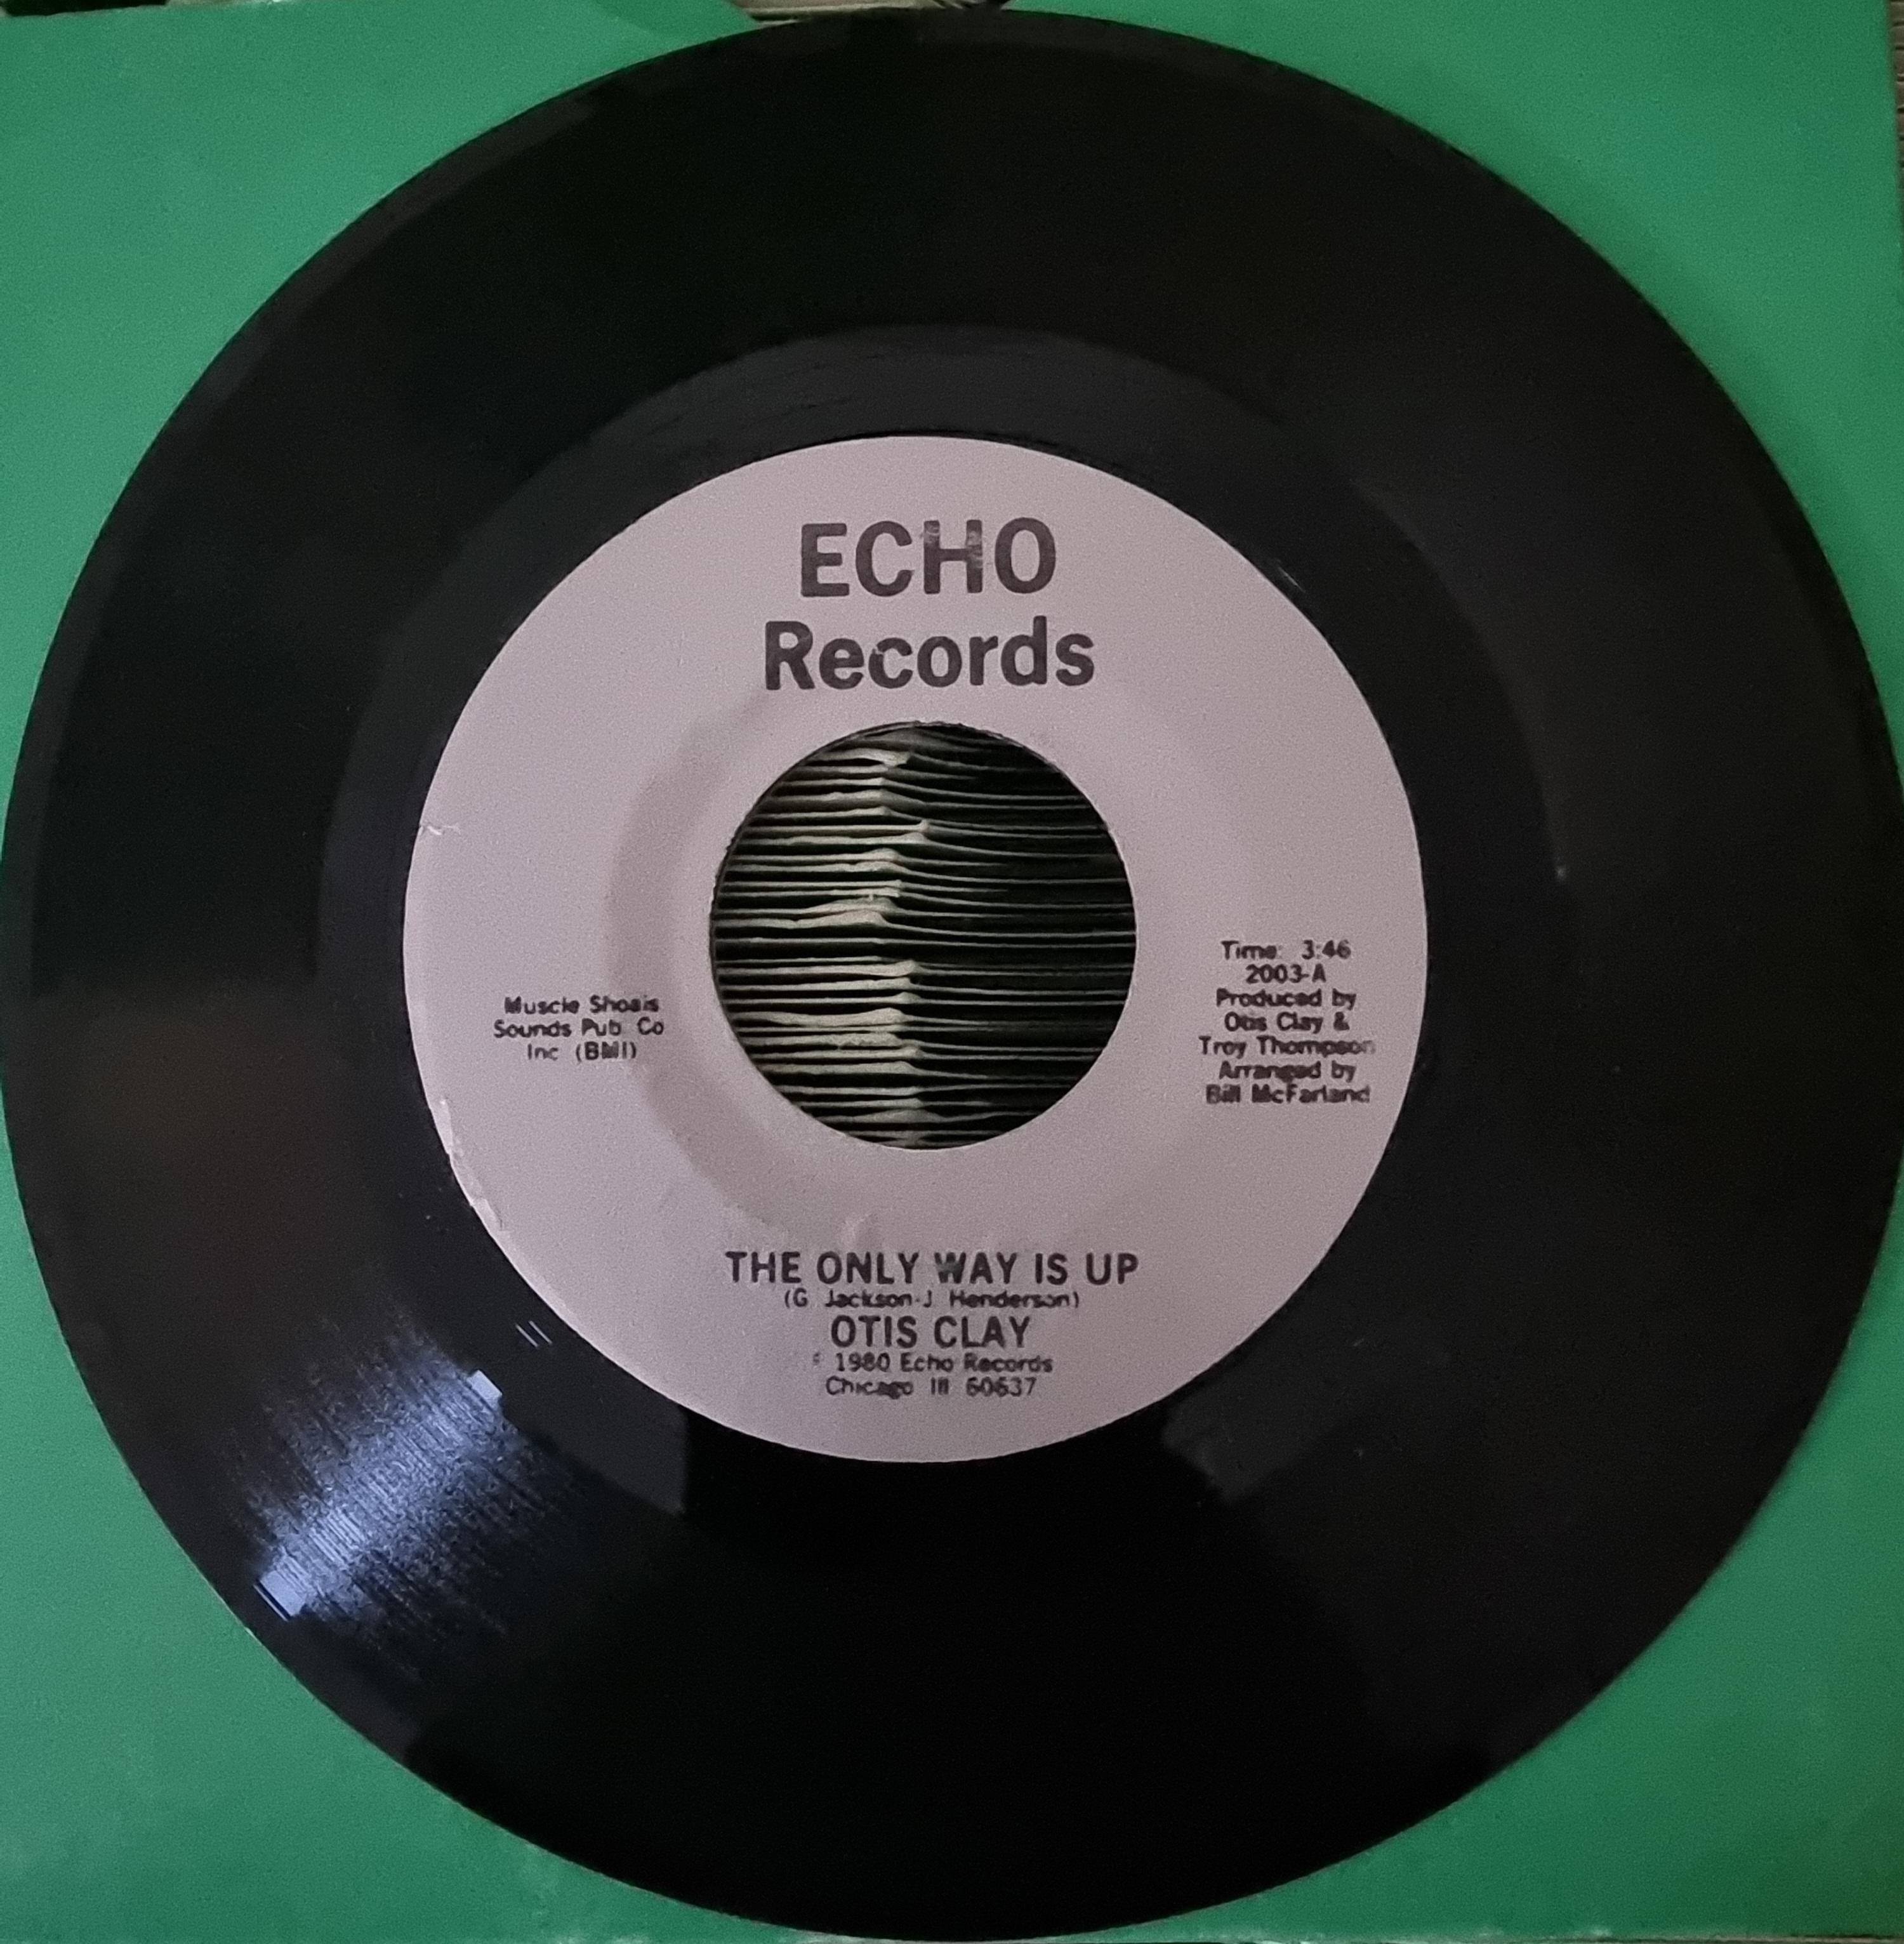 ECHO
Records
Muscle Shoals
Sounds Pub Co
Inc (BMI)
Time: 3:46
2003-A
Produced by
Otis Clay &
Troy Thompson
Arranged by
Bill McFarland
THE ONLY WAY IS UP
(G Jackson-J Henderson)
OTIS CLAY
1980 Echo Records
Chicago Ill 60637